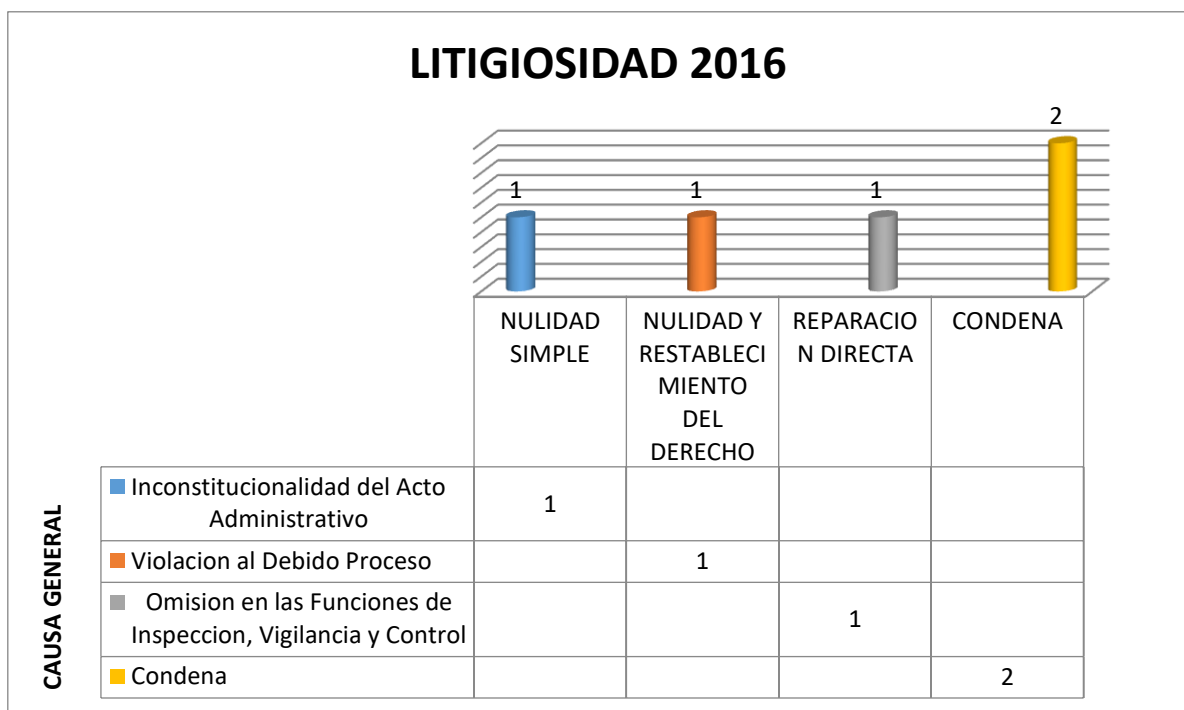 LITIGIOSIDAD 2016
2
1
1
1
NULIDAD
SIMPLE
NULIDAD Y
RESTABLECI
MIENTO
DEL
DERECHO
REPARACIO
N DIRECTA
CONDENA
CAUSA GENERAL
Inconstitucionalidad del Acto
Administrativo
1
Violacion al Debido Proceso
1
Omision en las Funciones de
Inspeccion, Vigilancia y Control
1
Condena
2